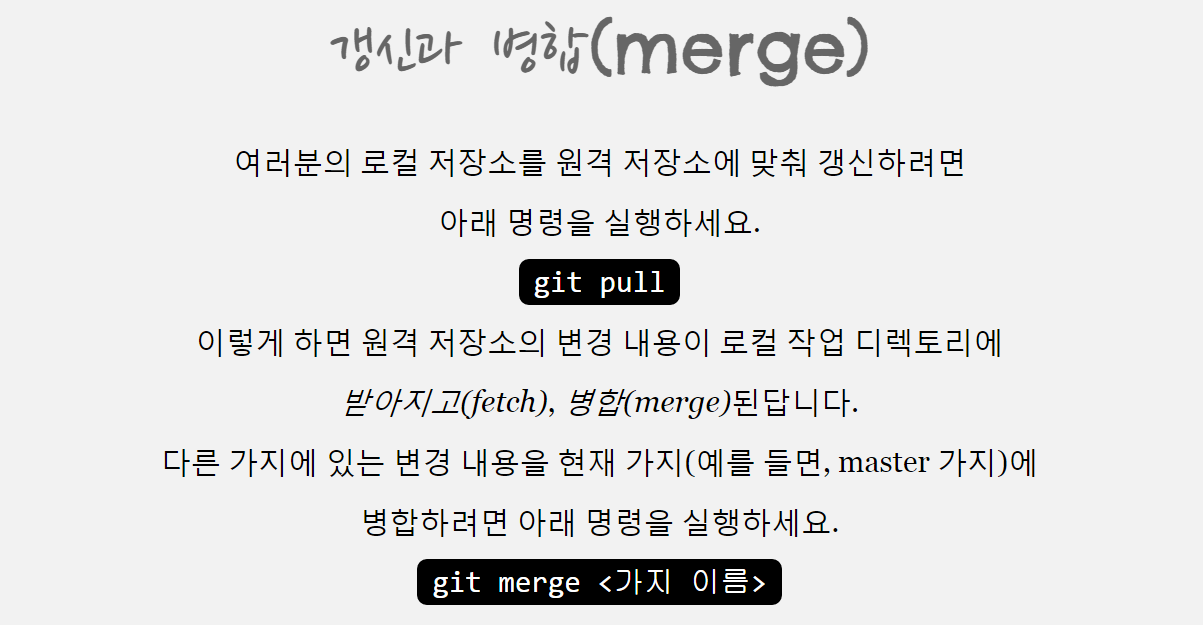 갱신과 병합(merge)
여러분의 로컬 저장소를 원격 저장소에 맞춰 갱신하려면
아래 명령을 실행하세요.
git pull
이렇게 하면 원격 저장소의 변경 내용이 로컬 작업 디렉토리에
받아지고(fetch), 병합(merge)된답니다.
다른 가지에 있는 변경 내용을 현재 가지(예를 들면, master 가지)에
병합하려면 아래 명령을 실행하세요.
git merge <가지 이름>